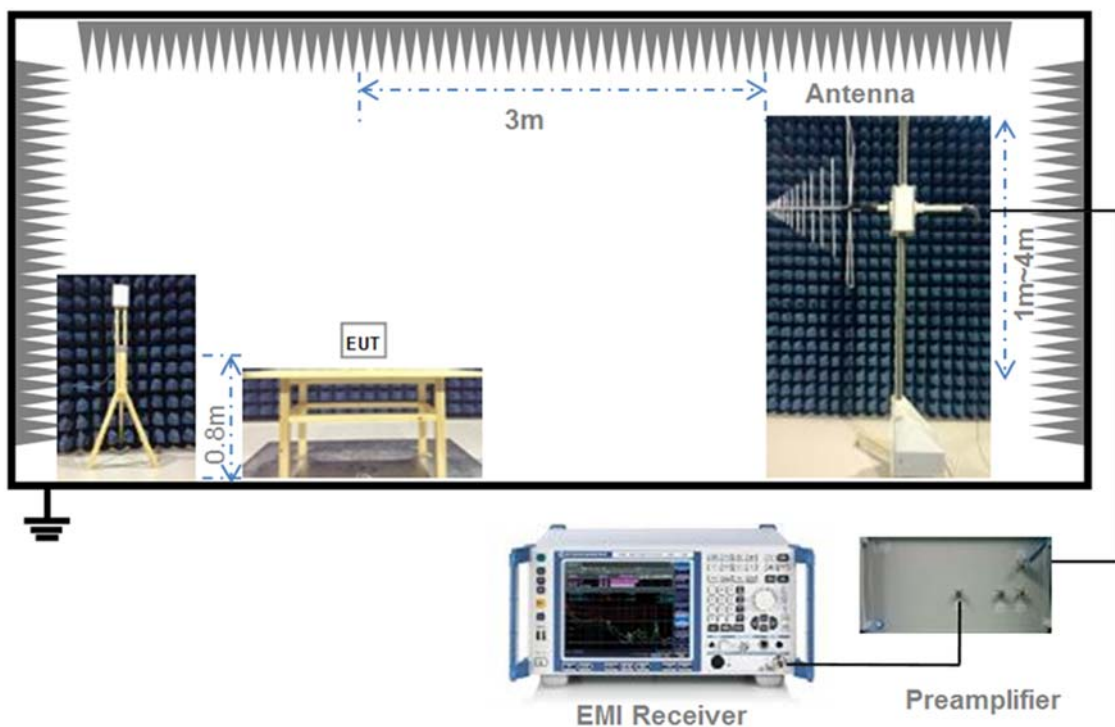 3m
Antenna
1m~4m
EUT
0.8m
EMI Receiver
Preamplifier